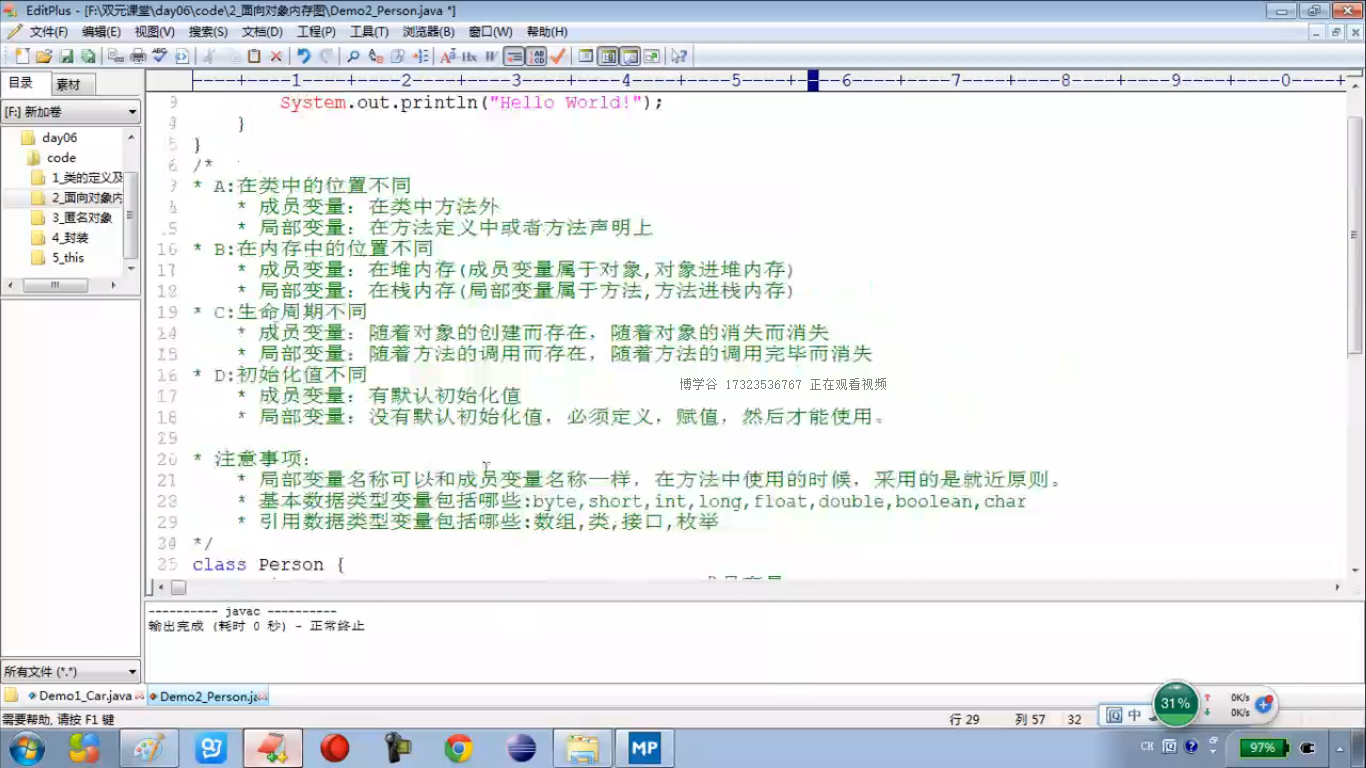 EditPlus - [F:\双元课堂\day06\code\2_面向对象内存图\Demo2_Person.java *]
文件(F) 编辑(E) 视图(V) 搜索(S) 文档(D) 工程(P) 工具(T) 浏览器(B) 窗口(W) 帮助(H)
目录 素材
[F:] 新加卷
day06
code
1_类的定义及
2_面向对象内
3_匿名对象
4_封装
5_this
----+----1----+----2----+----3----+----4----+----5----+----6----+----7----+----8----+----9----+----0----+
System.out.println("Hello World!");
}
}
/*
* A:在类中的位置不同
* 成员变量：在类中方法外
* 局部变量：在方法定义中或者方法声明上
16 * B:在内存中的位置不同
17 * 成员变量：在堆内存(成员变量属于对象,对象进堆内存)
18 * 局部变量：在栈内存(局部变量属于方法,方法进栈内存)
19 * C:生命周期不同
* 成员变量：随着对象的创建而存在，随着对象的消失而消失
* 局部变量：随着方法的调用而存在，随着方法的调用完毕而消失
16 * D:初始化值不同
17 * 成员变量：有默认初始化值
18 * 局部变量：没有默认初始化值，必须定义，赋值，然后才能使用。
* 注意事项：
21 * 局部变量名称可以和成员变量名称一样，在方法中使用的时候，采用的是就近原则。
* 基本数据类型变量包括哪些:byte,short,int,long,float,double,boolean,char
29 * 引用数据类型变量包括哪些:数组,类,接口,枚举
*/
class Person {
博学谷 17323536767 正在观看视频
---------- javac ----------
输出完成 (耗时 0 秒) - 正常终止
所有文件 (*.*)
Demo1_Car.java Demo2_Person.ja
需要帮助, 请按 F1 键 行 29 列 57 32
中
31% 0K/s
0K/s
MP CH 97%